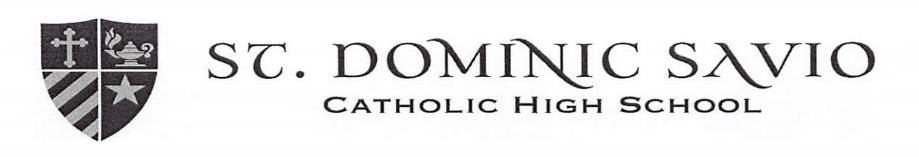 ST. DOMINIC SAVIO
CATHOLIC HIGH SCHOOL